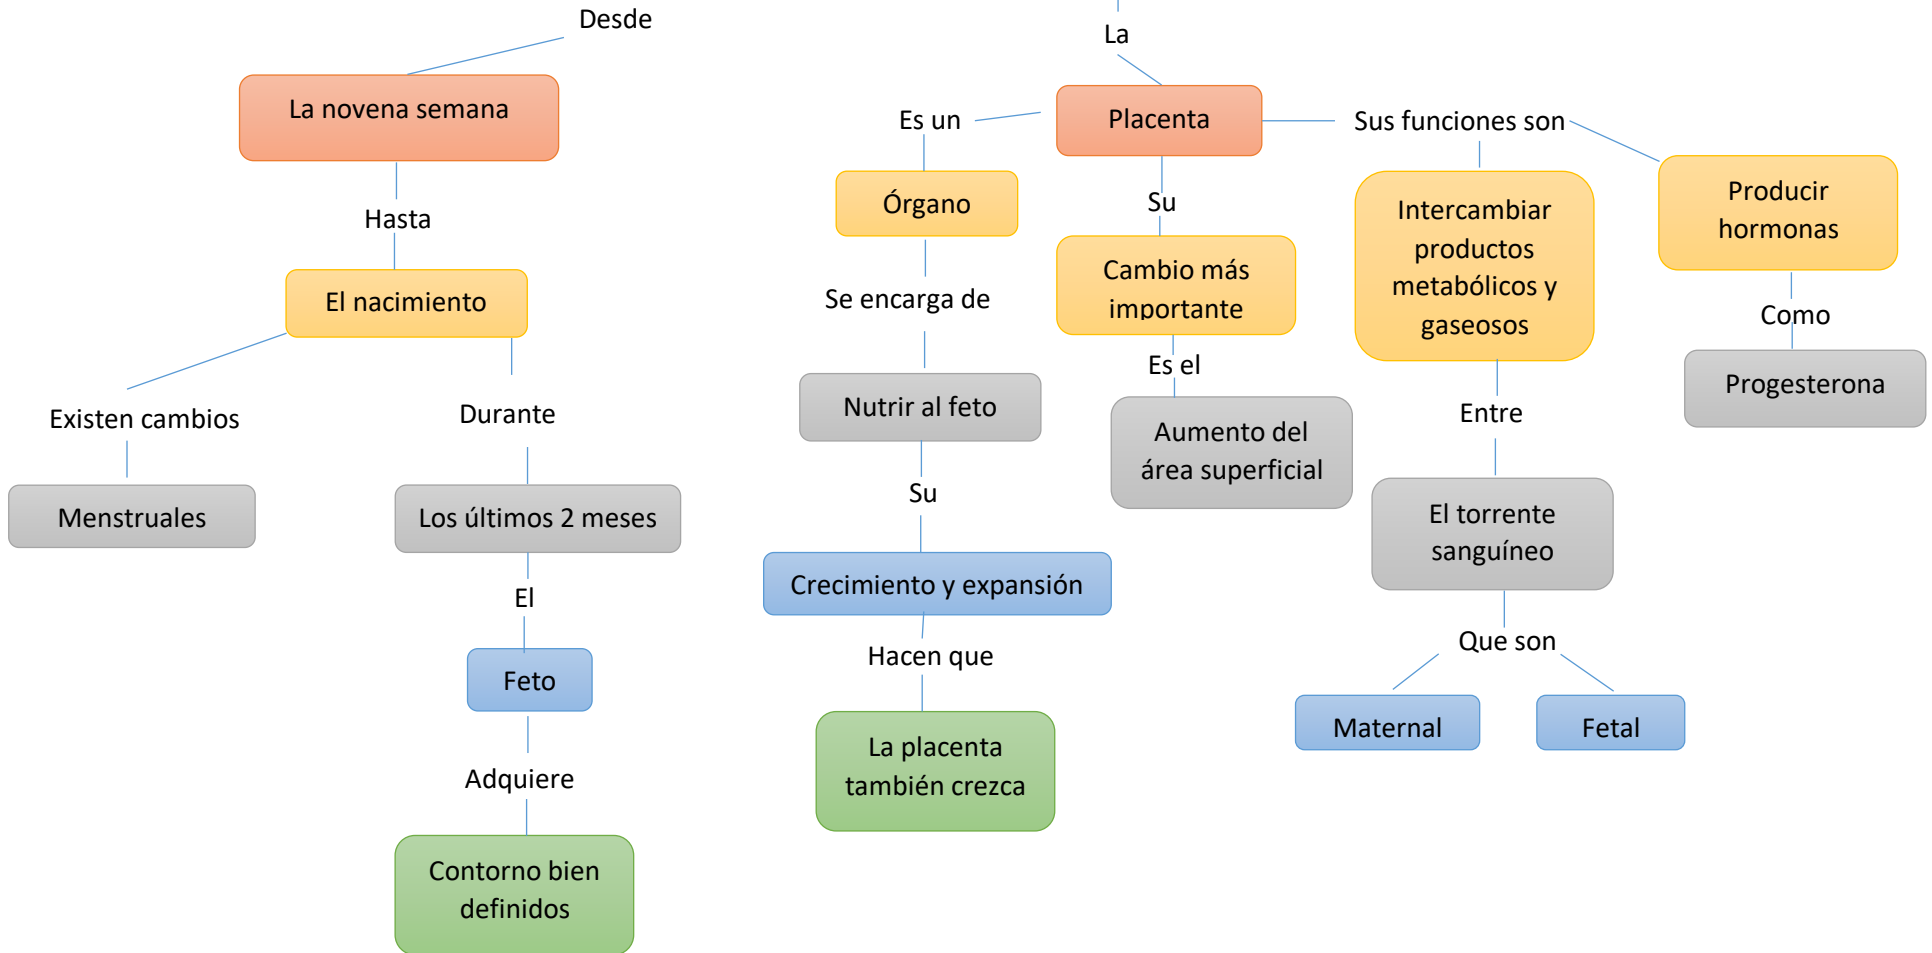 Desde
La novena semana
Hasta
El nacimiento
Existen cambios
Menstruales
Durante
Los últimos 2 meses
El
Feto
Adquiere
Contorno bien
definidos
La
Placenta
Es un
Órgano
Se encarga de
Nutrir al feto
Su
Crecimiento y expansión
Hacen que
La placenta
también crezca
Su
Cambio más
importante
Es el
Aumento del
área superficial
Sus funciones son
Intercambiar
productos
metabólicos y
gaseosos
Entre
El torrente
sanguíneo
Que son
Maternal
Fetal
Producir
hormonas
Como
Progesterona